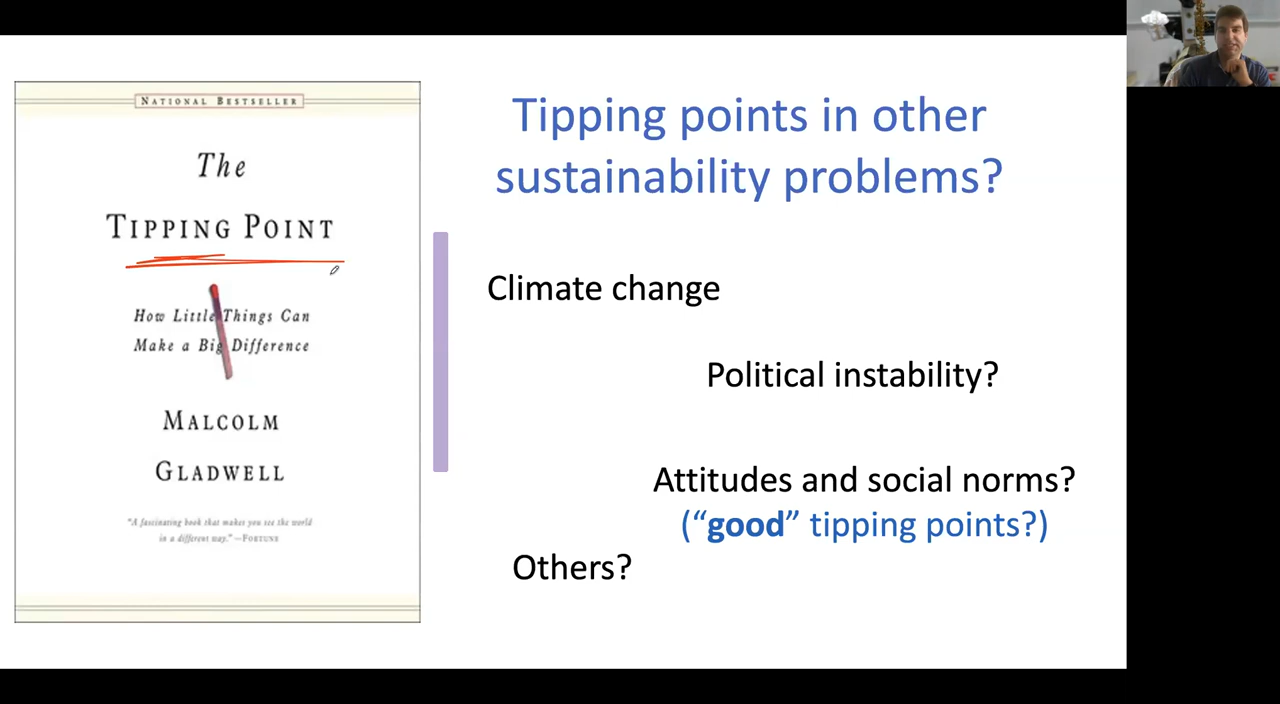 NATIONAL BESTSELLER
The
TIPPING POINT
How Little Things Can
Make a Big Difference
MALCOLM
GLADWELL
"A fascinating book that makes you see the world
in a different way." —FORTUNE
Tipping points in other
sustainability problems?
Climate change
Political instability?
Attitudes and social norms?
("good" tipping points?)
Others?